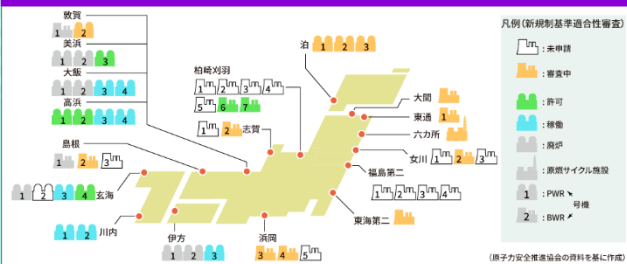 敦賀
1 2
美浜
1 2 3
大飯
1 2 3 4
高浜
1 2 3 4
島根
1 2 3
玄海
1 2 3 4
川内
1 2
伊方
1 2 3
浜岡
3 4 5
柏崎刈羽
1 2 3 4
5 6 7
志賀
1 2
泊
1 2 3
大間
東通
1
六カ所
女川
1 2 3
福島第二
1 2 3 4
東海第二
凡例(新規制基準適合性審査)
:未申請
:審査中
:許可
:稼働
:廃炉
:原燃サイクル施設
1 :PWR
号機
2 :BWR
(原子力安全推進協会の資料を基に作成)